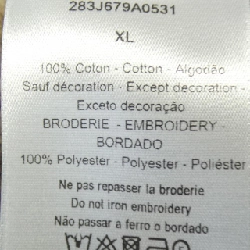 283J679A0531
XL
100% Coton - Cotton - Algodão
Sauf décoration - Except decoration -
Exceto decoração
BRODERIE - EMBROIDERY -
BORDADO
100% Polyester - Polyester - Poliéster
Ne pas repasser la broderie
Do not iron embroidery
Não passar a ferro o bordado